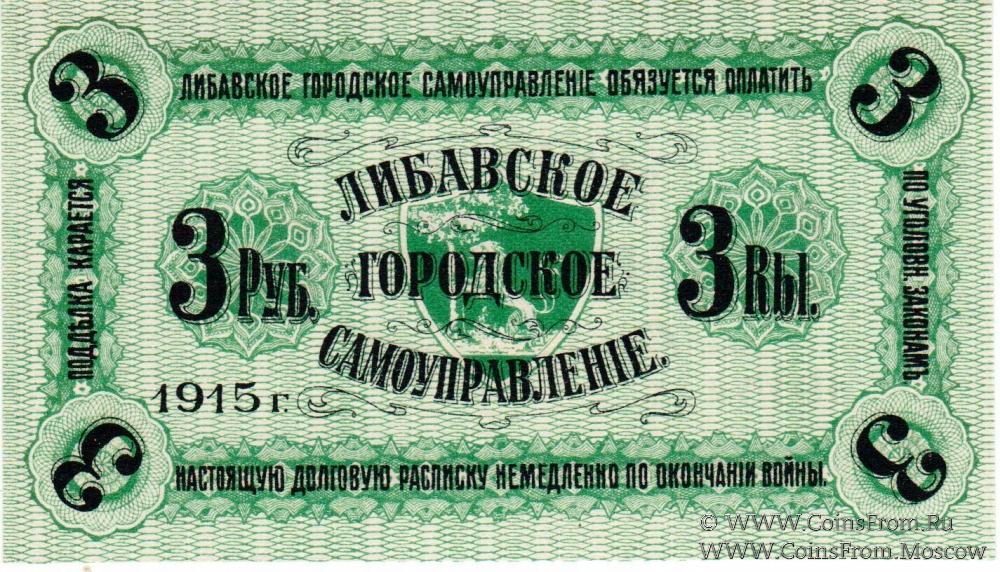 3
3
ЛИБАВСКОЕ ГОРОДСКОЕ САМОУПРАВЛЕНІЕ ОБЯЗУЕТСЯ ОПЛАТИТЬ
ПОДДѢЛКА КАРАЕТСЯ
ПО УГОЛОВН. ЗАКОНАМЪ
ЛИБАВСКОЕ
ГОРОДСКОЕ
САМОУПРАВЛЕНІЕ.
3 РУБ.
3 Rbl.
1915 г.
НАСТОЯЩУЮ ДОЛГОВУЮ РАСПИСКУ НЕМЕДЛЕННО ПО ОКОНЧАНІИ ВОЙНЫ.
3
3
© WWW.CoinsFrom.Ru
WWW.CoinsFrom.Moscow